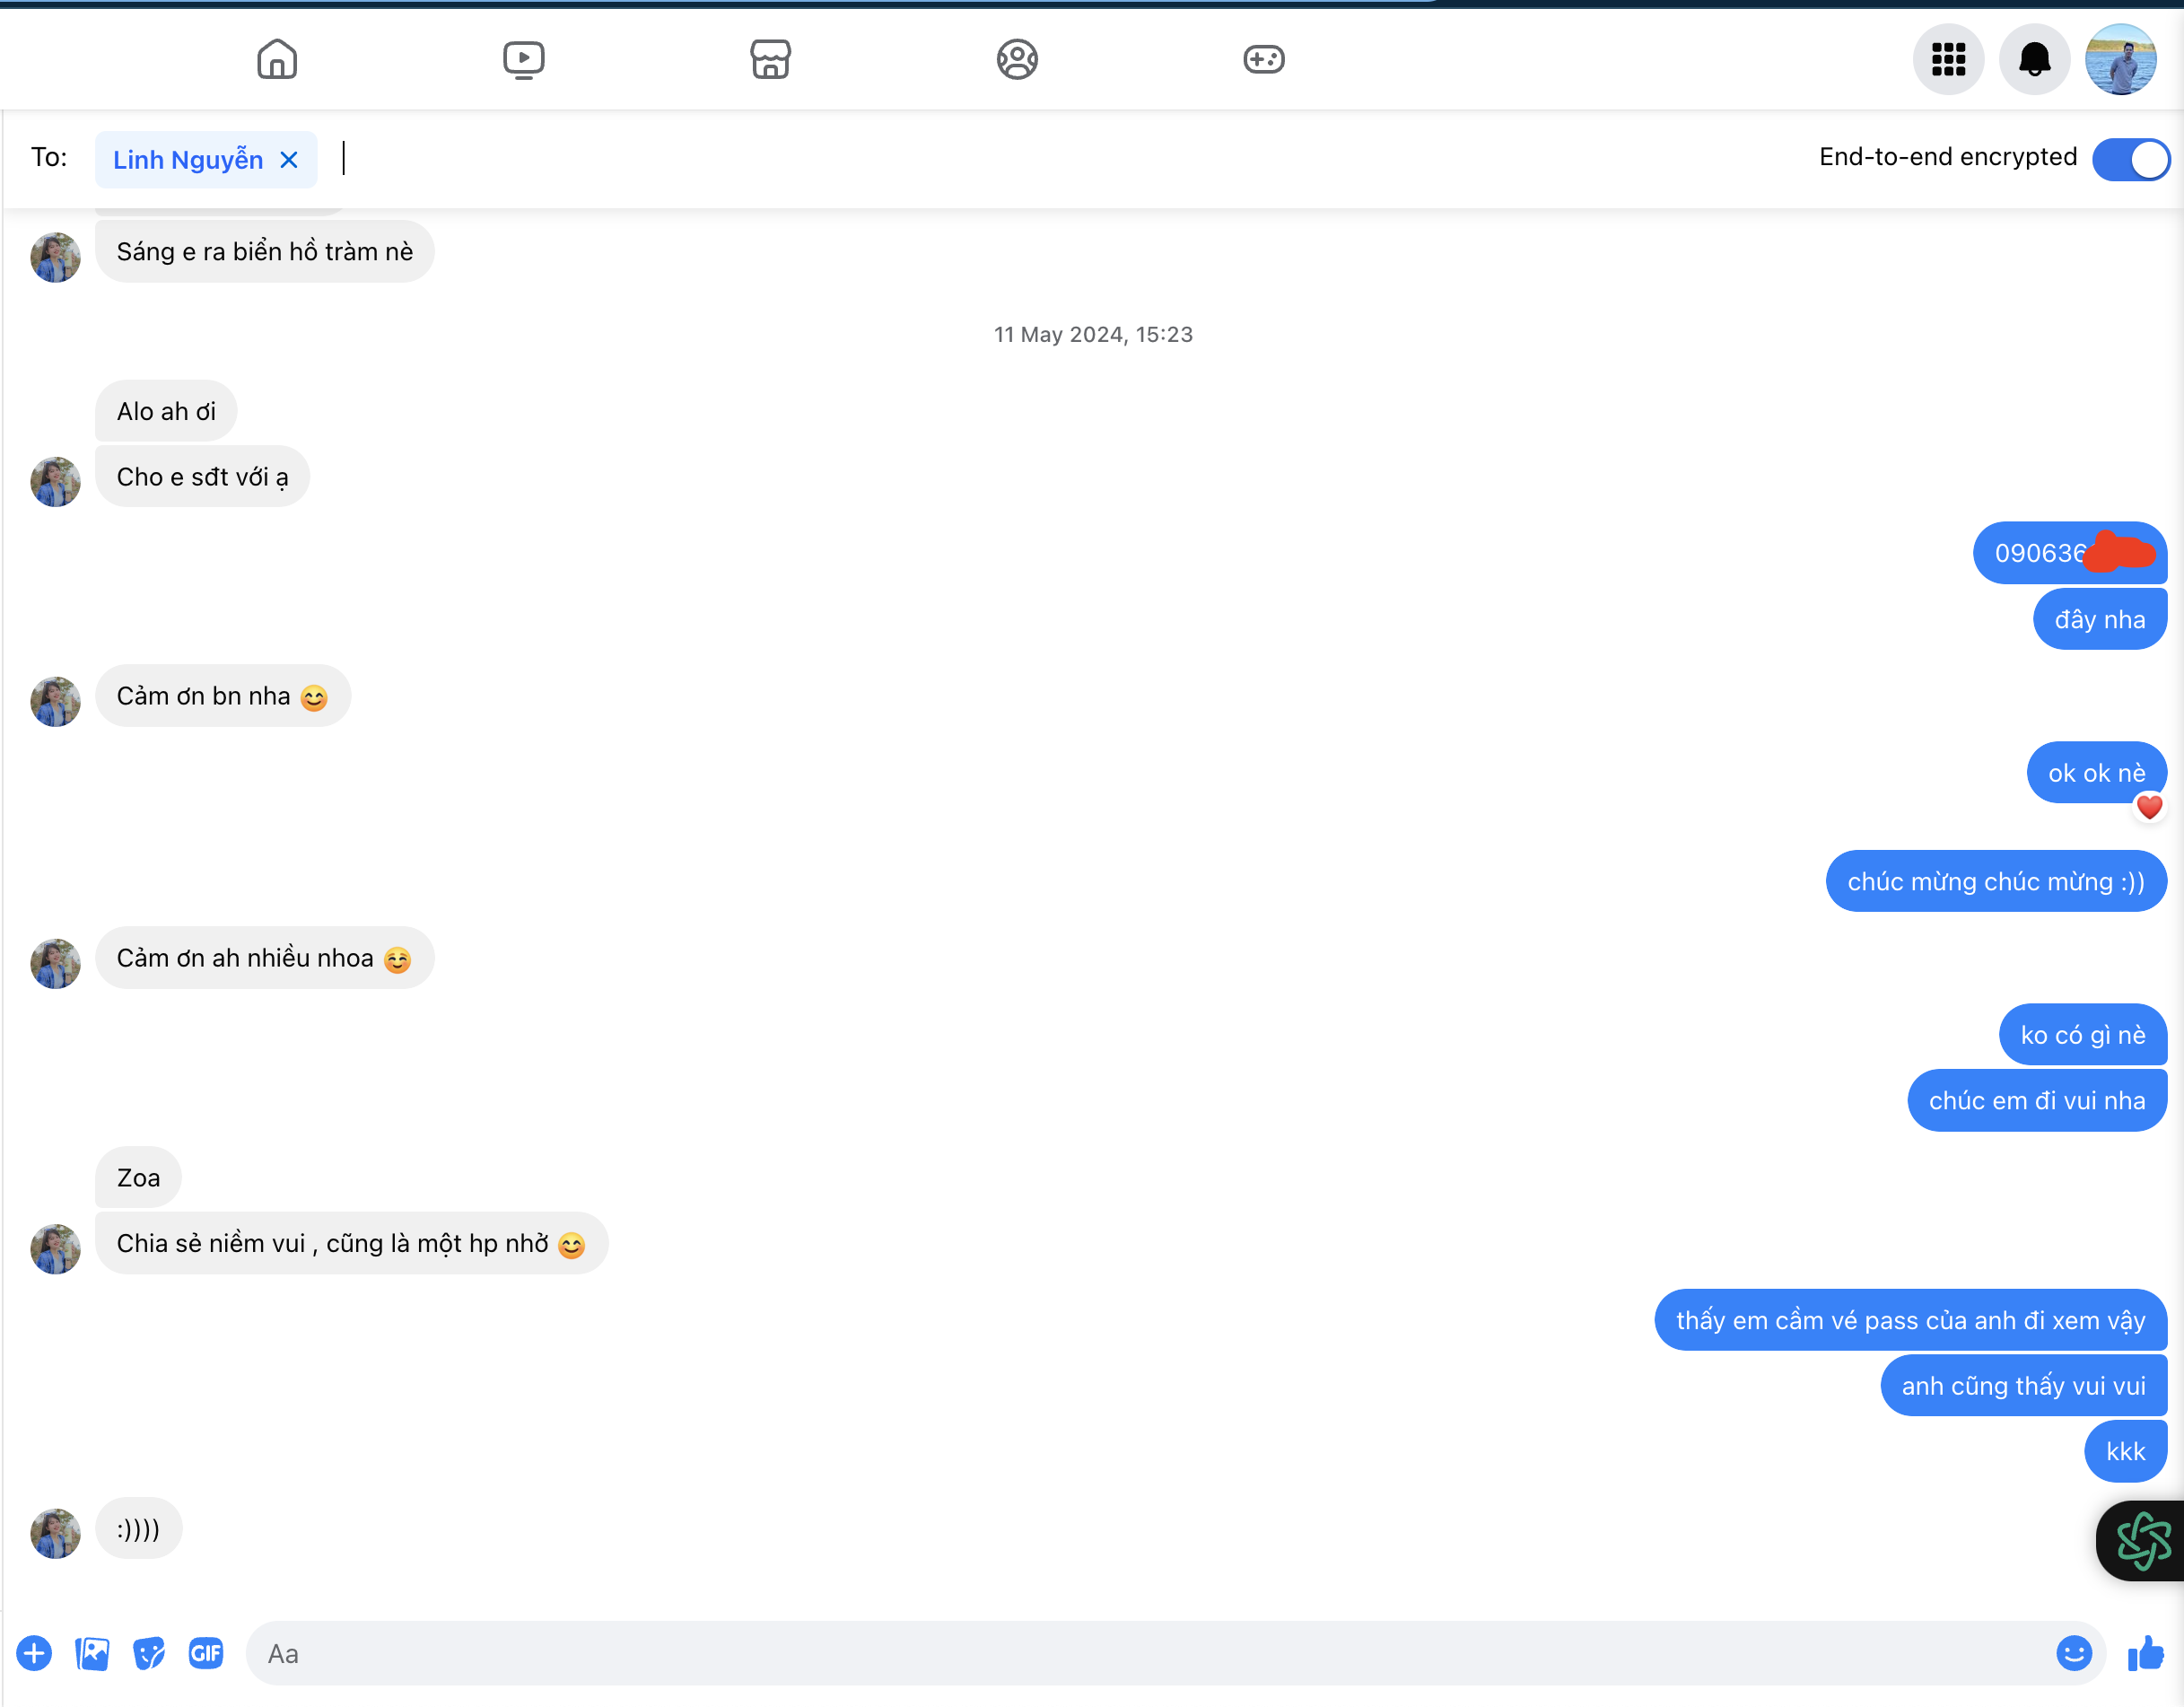 To: Linh Nguyễn
End-to-end encrypted
Sáng e ra biển hồ tràm nè
11 May 2024, 15:23
Alo ah ơi
Cho e sđt với ạ
090636
đây nha
Cảm ơn bn nha 😊
ok ok nè
chúc mừng chúc mừng :))
Cảm ơn ah nhiều nhoa ☺️
ko có gì nè
chúc em đi vui nha
Zoa
Chia sẻ niềm vui , cũng là một hp nhở 😊
thấy em cầm vé pass của anh đi xem vậy
anh cũng thấy vui vui
kkk
:))))
GIF
Aa